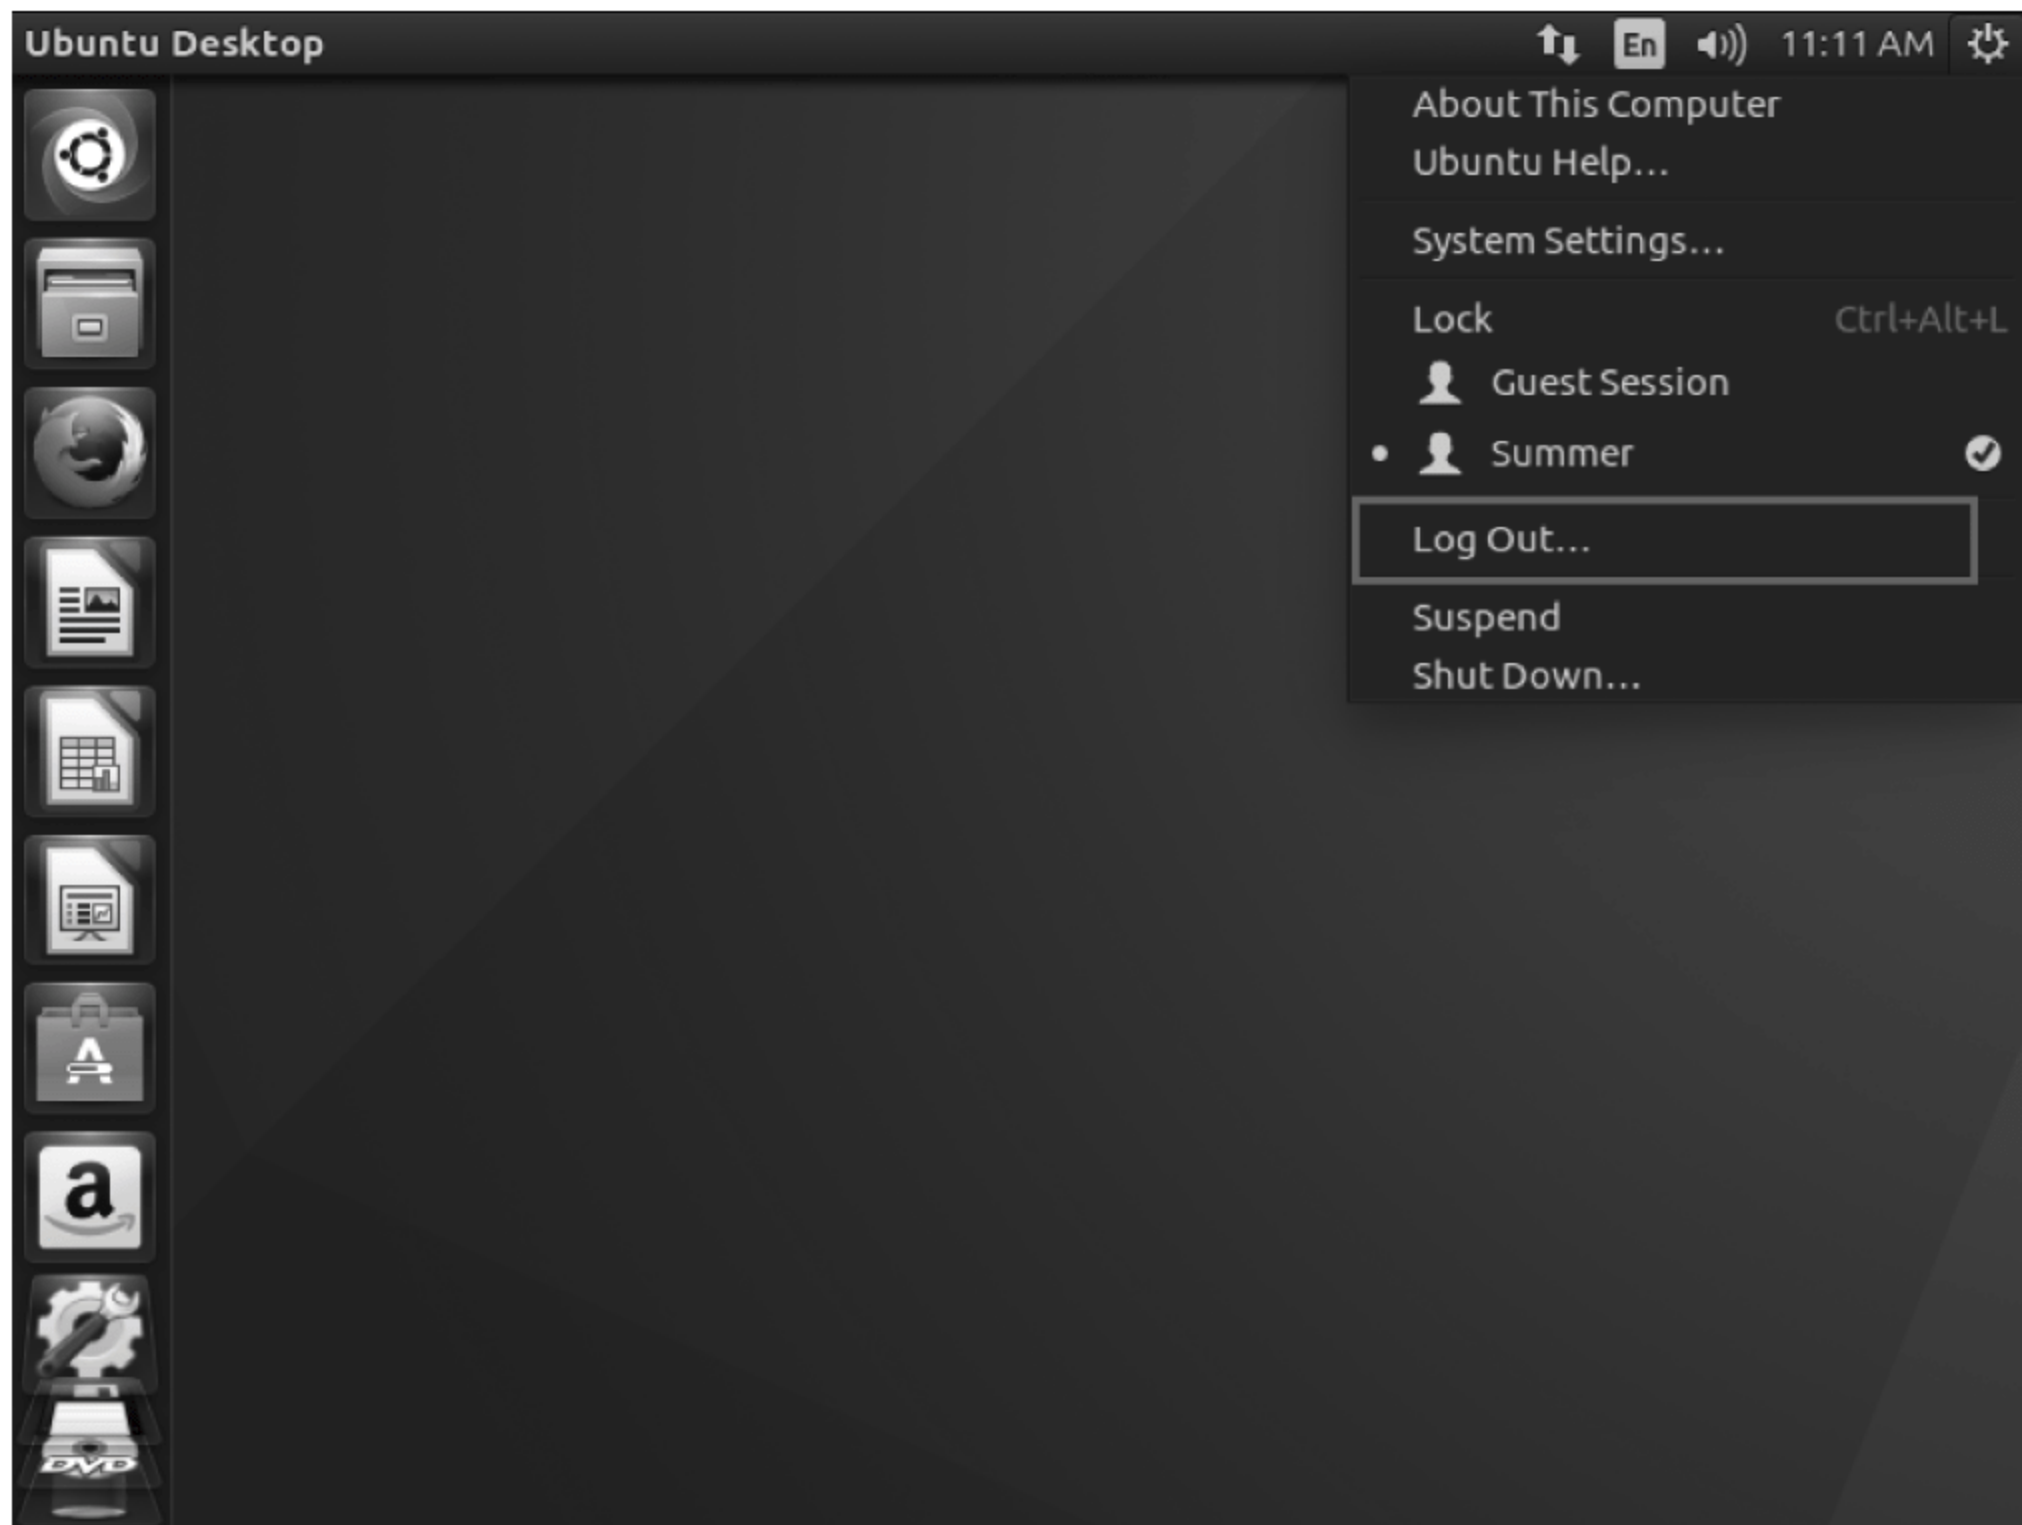 Ubuntu Desktop
En
11:11 AM
About This Computer
Ubuntu Help...
System Settings...
Lock Ctrl+Alt+L
Guest Session
Summer
Log Out...
Suspend
Shut Down...
A
a
DVD